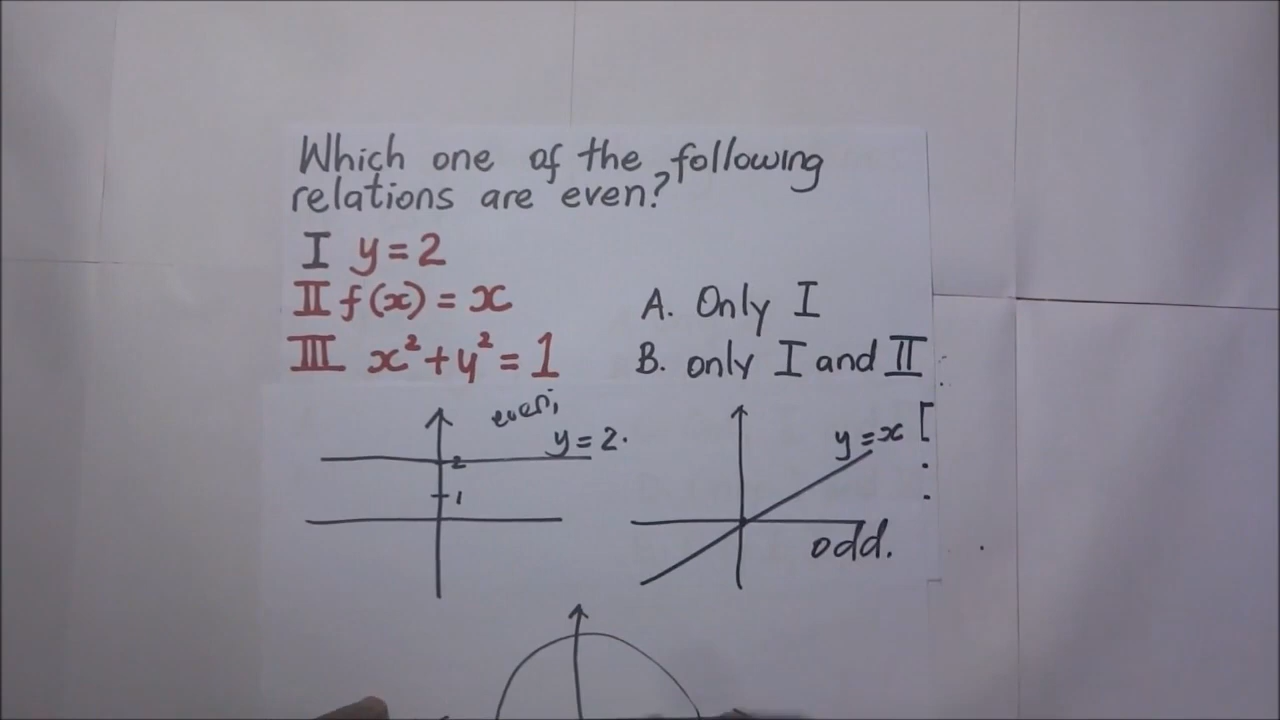 Which one of the following
relations are even?
I y = 2
II f(x) = x
III x² + y² = 1
A. Only I
B. only I and II
even;
y = 2.
2
1
y = x
odd.